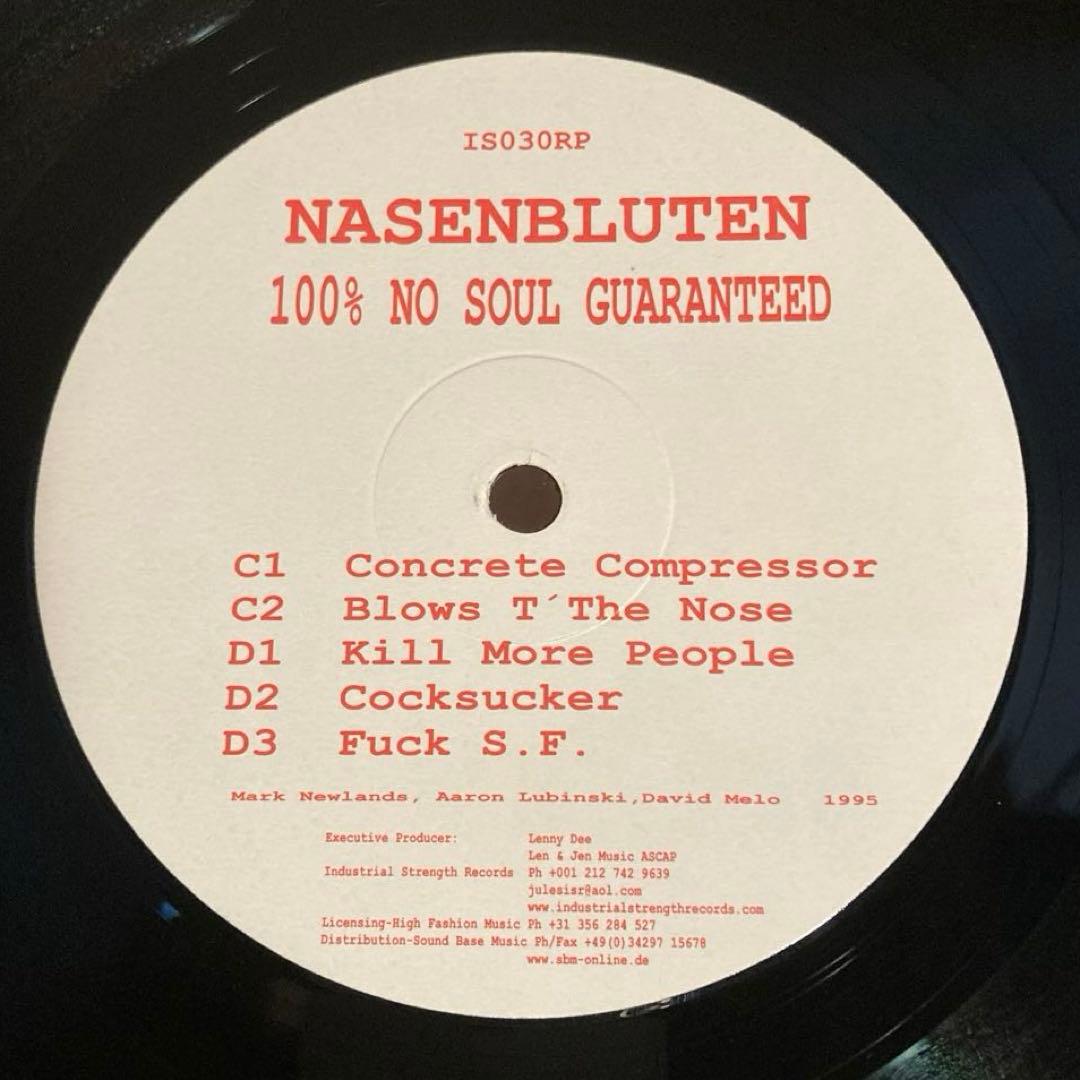 IS030RP
NASENBLUTEN
100% NO SOUL GUARANTEED
C1 Concrete Compressor
C2 Blows T´The Nose
D1 Kill More People
D2 Cocksucker
D3 Fuck S.F.
Mark Newlands, Aaron Lubinski,David Melo 1995
Executive Producer: Lenny Dee
Len & Jen Music ASCAP
Industrial Strength Records Ph +001 212 742 9639
julesisr@aol.com
www.industrialstrengthrecords.com
Licensing-High Fashion Music Ph +31 356 284 527
Distribution-Sound Base Music Ph/Fax +49(0)34297 15678
www.sbm-online.de